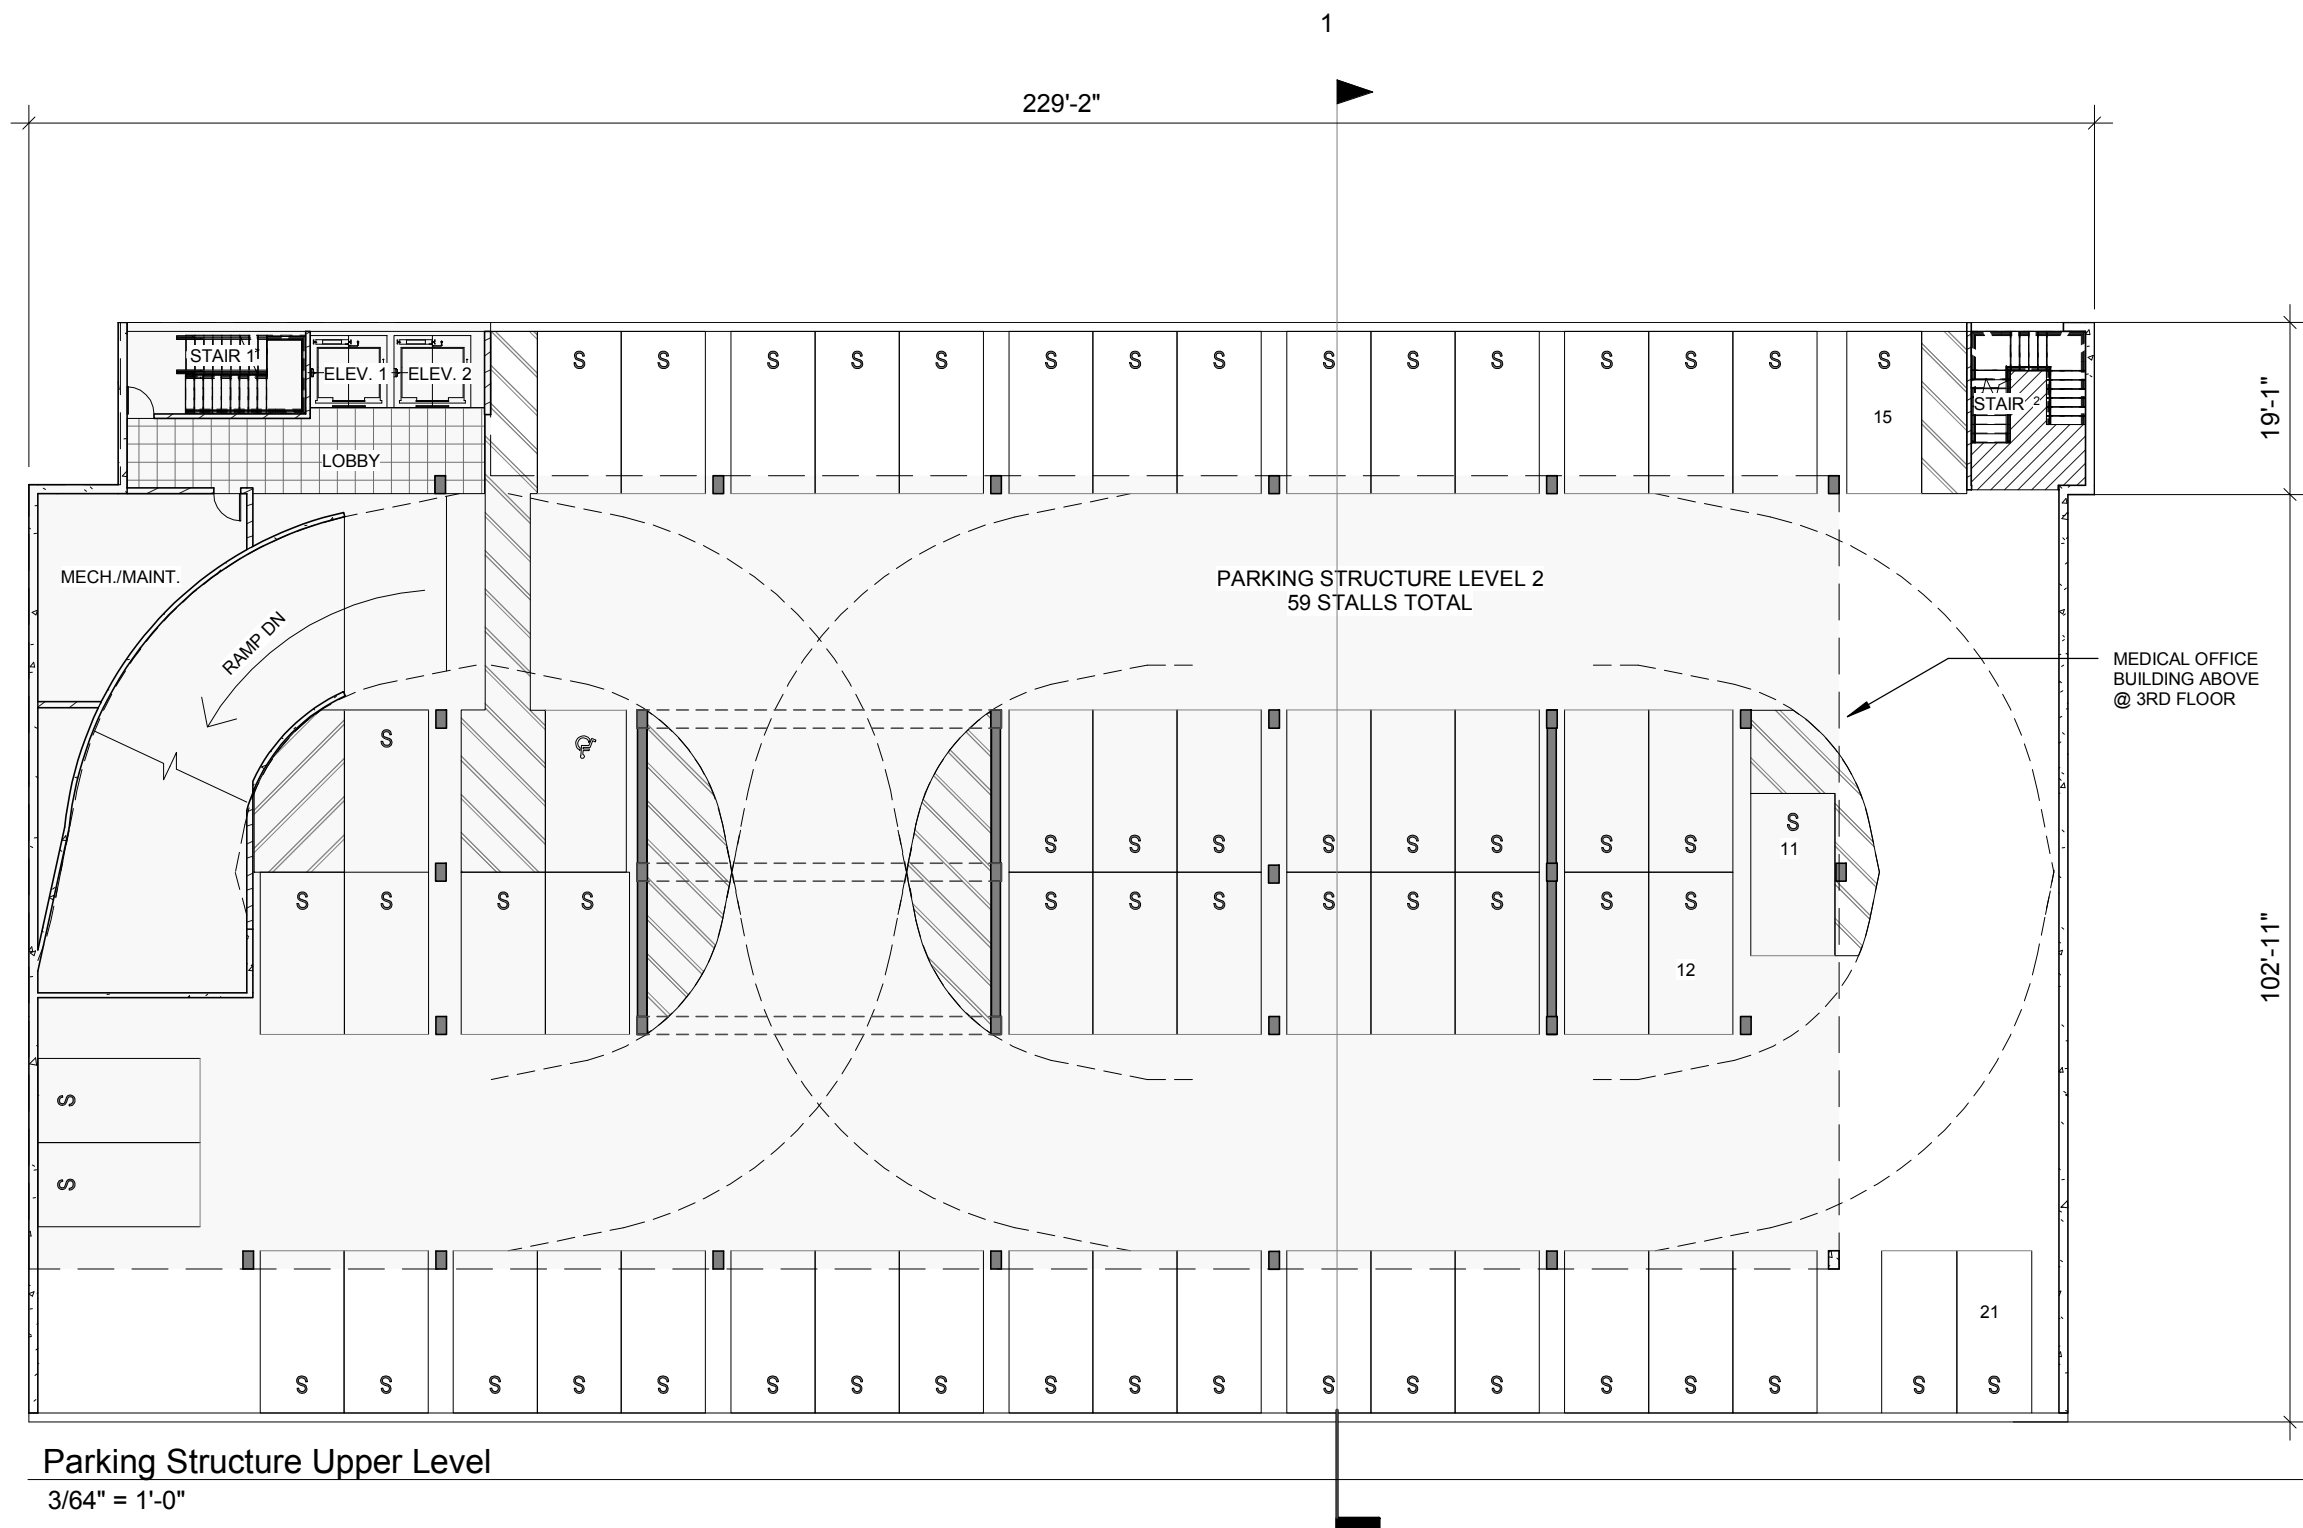 1
229'-2"
S S S S S S S S S S S S S S S
STAIR 1
ELEV. 1
ELEV. 2
STAIR 2
15
19'-1"
LOBBY
MECH./MAINT.
PARKING STRUCTURE LEVEL 2
59 STALLS TOTAL
RAMP DN
MEDICAL OFFICE
BUILDING ABOVE
@ 3RD FLOOR
S
S
11
S S S S S S S S
S S S S S S S S S S S S
12
102'-11"
S
S
21
S S S S S S S S S S S S S S S S S S S
Parking Structure Upper Level
3/64" = 1'-0"